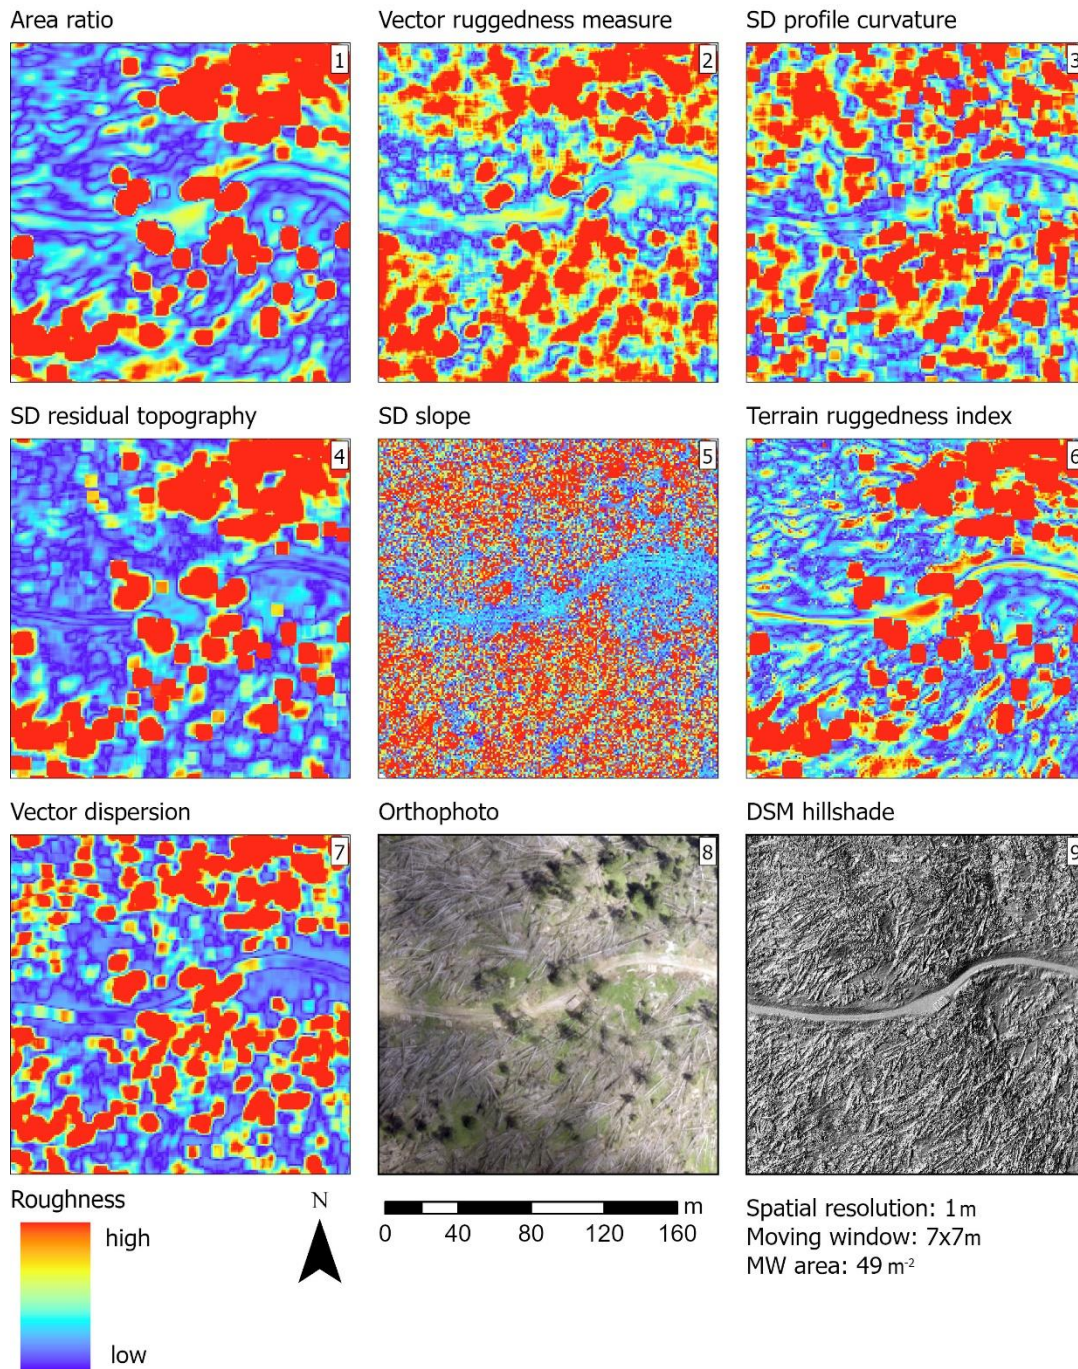 Area ratio
Vector ruggedness measure
SD profile curvature
1
2
3
SD residual topography
SD slope
Terrain ruggedness index
4
5
6
Vector dispersion
Orthophoto
DSM hillshade
7
8
9
Roughness
high
low
N
m
0 40 80 120 160
Spatial resolution: 1m
Moving window: 7x7m
MW area: 49 m⁻²